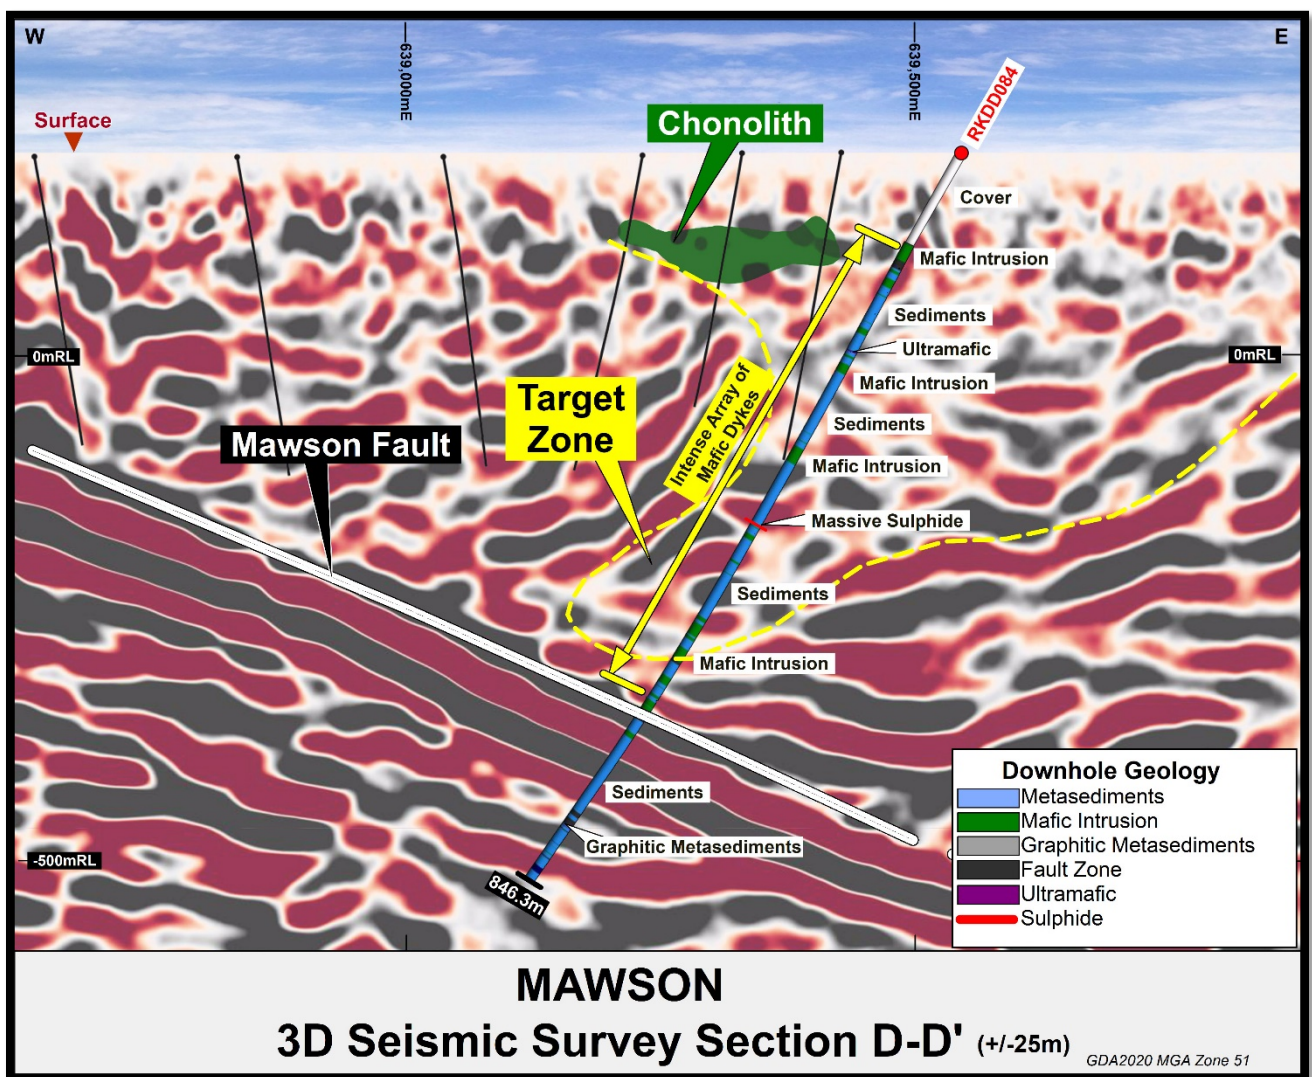 W
E
639,000mE
639,500mE
RKDD084
Surface
Chonolith
Cover
Mafic Intrusion
Sediments
Ultramafic
0mRL
0mRL
Mafic Intrusion
Intense Array of
Mafic Dykes
Target
Zone
Sediments
Mawson Fault
Mafic Intrusion
Massive Sulphide
Sediments
Mafic Intrusion
Sediments
Graphitic Metasediments
-500mRL
846.3m
Downhole Geology
Metasediments
Mafic Intrusion
Graphitic Metasediments
Fault Zone
Ultramafic
Sulphide
MAWSON
3D Seismic Survey Section D-D' (+/-25m)
GDA2020 MGA Zone 51